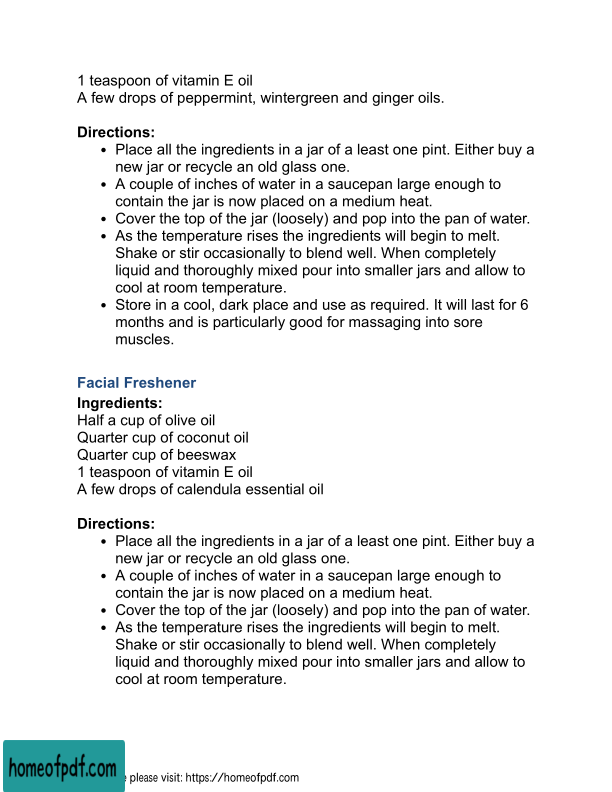 1 teaspoon of vitamin E oil
A few drops of peppermint, wintergreen and ginger oils.
Directions:
• Place all the ingredients in a jar of a least one pint. Either buy a
new jar or recycle an old glass one.
• A couple of inches of water in a saucepan large enough to
contain the jar is now placed on a medium heat.
• Cover the top of the jar (loosely) and pop into the pan of water.
• As the temperature rises the ingredients will begin to melt.
Shake or stir occasionally to blend well. When completely
liquid and thoroughly mixed pour into smaller jars and allow to
cool at room temperature.
• Store in a cool, dark place and use as required. It will last for 6
months and is particularly good for massaging into sore
muscles.
Facial Freshener
Ingredients:
Half a cup of olive oil
Quarter cup of coconut oil
Quarter cup of beeswax
1 teaspoon of vitamin E oil
A few drops of calendula essential oil
Directions:
• Place all the ingredients in a jar of a least one pint. Either buy a
new jar or recycle an old glass one.
• A couple of inches of water in a saucepan large enough to
contain the jar is now placed on a medium heat.
• Cover the top of the jar (loosely) and pop into the pan of water.
• As the temperature rises the ingredients will begin to melt.
Shake or stir occasionally to blend well. When completely
liquid and thoroughly mixed pour into smaller jars and allow to
cool at room temperature.
homeofpdf.com
please visit: https://homeofpdf.com